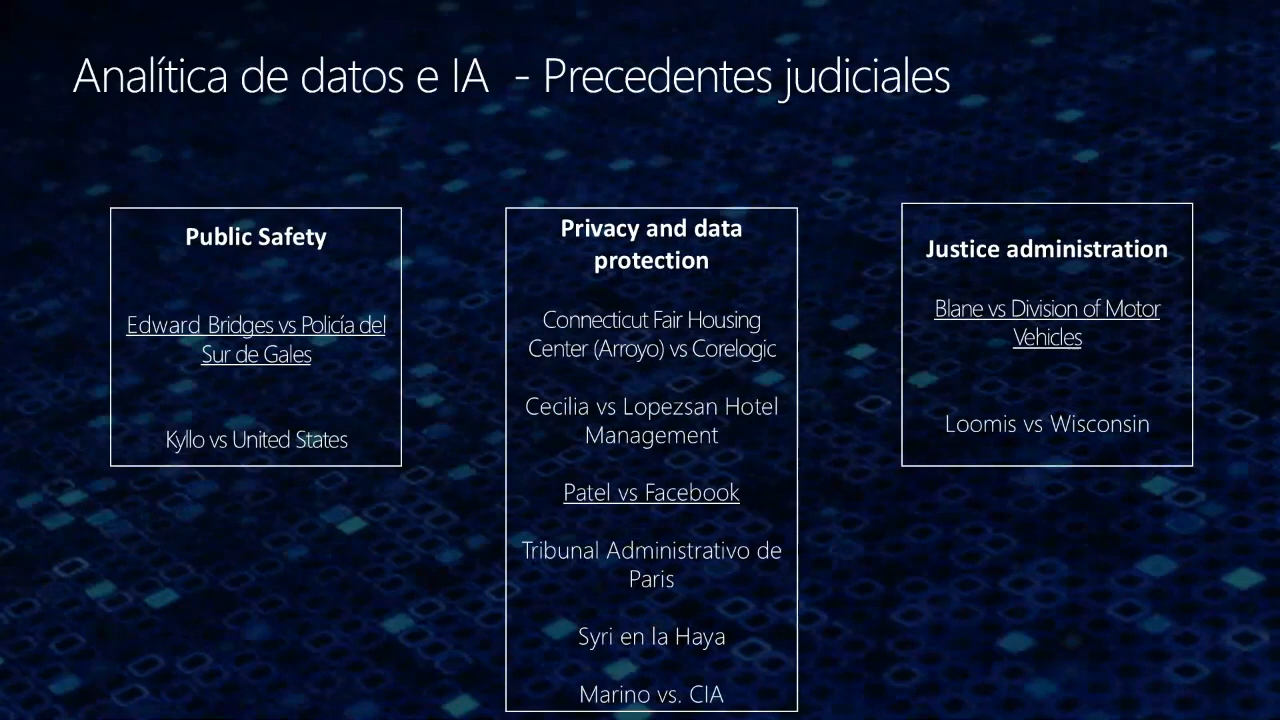 Analítica de datos e IA - Precedentes judiciales
Public Safety
Edward Bridges vs Policía del
Sur de Gales
Kyllo vs United States
Privacy and data
protection
Connecticut Fair Housing
Center (Arroyo) vs Corelogic
Cecilia vs Lopezsan Hotel
Management
Patel vs Facebook
Tribunal Administrativo de
Paris
Syri en la Haya
Marino vs. CIA
Justice administration
Blane vs Division of Motor
Vehicles
Loomis vs Wisconsin